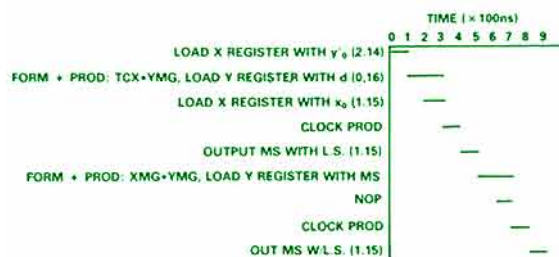 TIME (×100ns)
0 1 2 3 4 5 6 7 8 9
LOAD X REGISTER WITH y'₀ (2.14)
FORM + PROD: TCX•YMG, LOAD Y REGISTER WITH d (0,16)
LOAD X REGISTER WITH x₀ (1.15)
CLOCK PROD
OUTPUT MS WITH L.S. (1.15)
FORM + PROD: XMG•YMG, LOAD Y REGISTER WITH MS
NOP
CLOCK PROD
OUT MS W/L.S. (1.15)